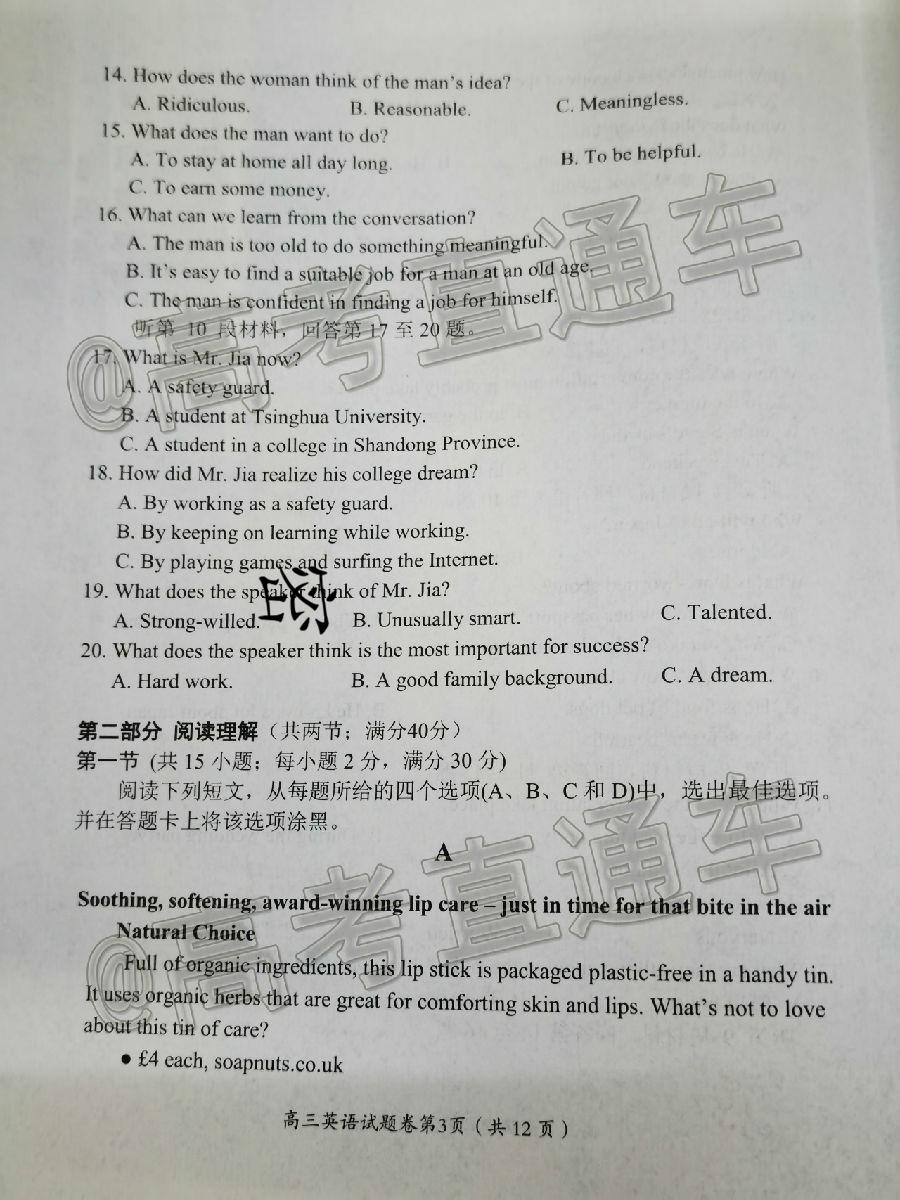 14. How does the woman think of the man's idea?
A. Ridiculous. B. Reasonable. C. Meaningless.
15. What does the man want to do?
A. To stay at home all day long. B. To be helpful.
C. To earn some money.
16. What can we learn from the conversation?
A. The man is too old to do something meaningful.
B. It's easy to find a suitable job for a man at an old age.
C. The man is confident in finding a job for himself.
听第 10 段材料，回答第 17 至 20 题。
17. What is Mr. Jia now?
A. A safety guard.
B. A student at Tsinghua University.
C. A student in a college in Shandong Province.
18. How did Mr. Jia realize his college dream?
A. By working as a safety guard.
B. By keeping on learning while working.
C. By playing games and surfing the Internet.
19. What does the speaker think of Mr. Jia?
A. Strong-willed. B. Unusually smart. C. Talented.
20. What does the speaker think is the most important for success?
A. Hard work. B. A good family background. C. A dream.
第二部分 阅读理解（共两节；满分40分）
第一节 (共 15 小题；每小题 2 分，满分 30 分)
阅读下列短文，从每题所给的四个选项(A、B、C 和 D)中，选出最佳选项。
并在答题卡上将该选项涂黑。
A
Soothing, softening, award-winning lip care – just in time for that bite in the air
Natural Choice
Full of organic ingredients, this lip stick is packaged plastic-free in a handy tin.
It uses organic herbs that are great for comforting skin and lips. What's not to love
about this tin of care?
● £4 each, soapnuts.co.uk
高三英语试题卷第3页（共 12 页）
@高考直通车
@高考直通车